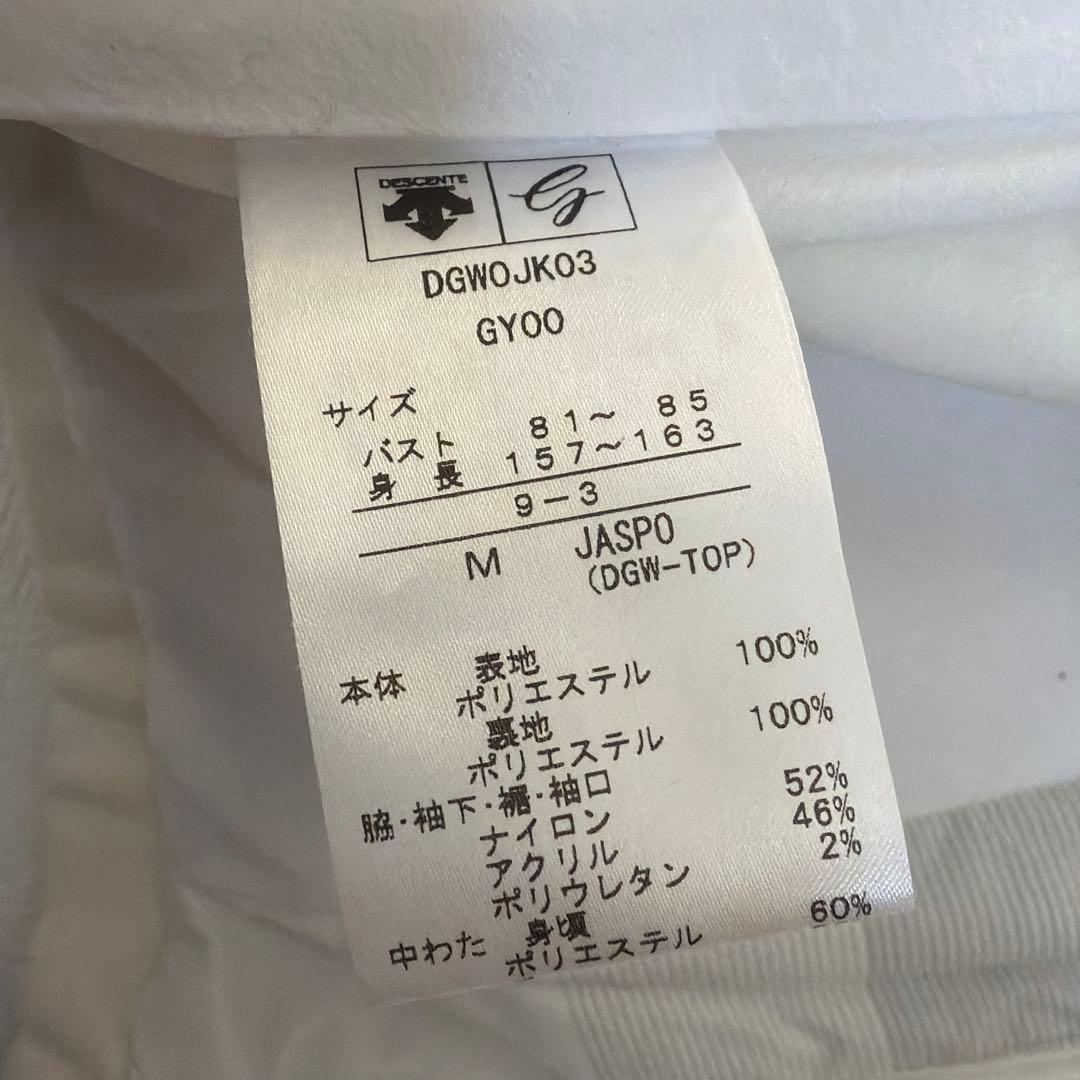 DESCENTE G
DGWOJK03
GY00
サイズ
バスト 81～ 85
身長 157～163
9-3
M JASPO
(DGW-TOP)
本体 表地
ポリエステル 100%
裏地
ポリエステル 100%
脇・袖下・裾・袖口
ナイロン 52%
アクリル 46%
ポリウレタン 2%
中わた 身頃
ポリエステル 60%